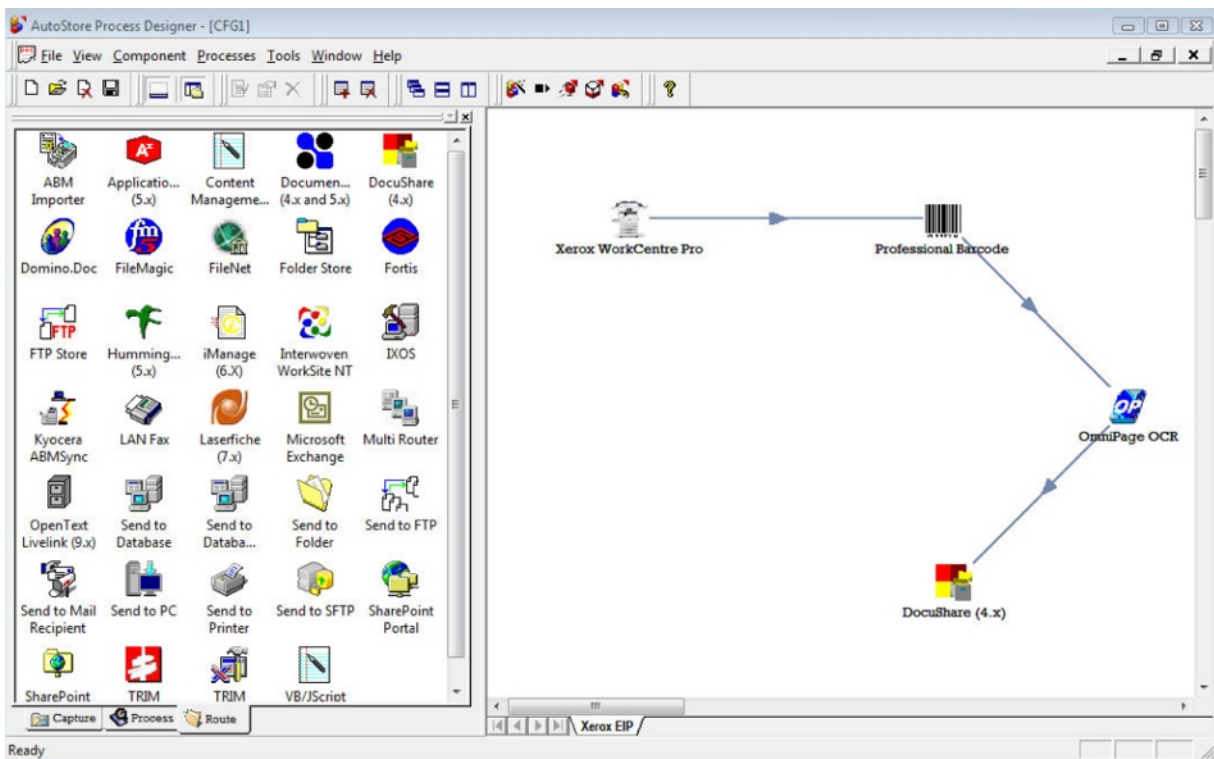 AutoStore Process Designer - [CFG1]
File View Component Processes Tools Window Help
ABM Importer
Applicatio... (5.x)
Content Manageme...
Documen... (4.x and 5.x)
DocuShare (4.x)
Domino.Doc
FileMagic
FileNet
Folder Store
Fortis
FTP
FTP Store
Humming... (5.x)
iManage (6.X)
Interwoven WorkSite NT
IXOS
Kyocera ABMSync
LAN Fax
Laserfiche (7.x)
Microsoft Exchange
Multi Router
OpenText Livelink (9.x)
Send to Database
Send to Databa...
Send to Folder
Send to FTP
Send to Mail Recipient
Send to PC
Send to Printer
Send to SFTP
SharePoint Portal
SharePoint
TRIM
TRIM
VB/JScript
Capture Process Route
Xerox WorkCentre Pro
Professional Barcode
OP
OmniPage OCR
DocuShare (4.x)
Xerox EIP
Ready